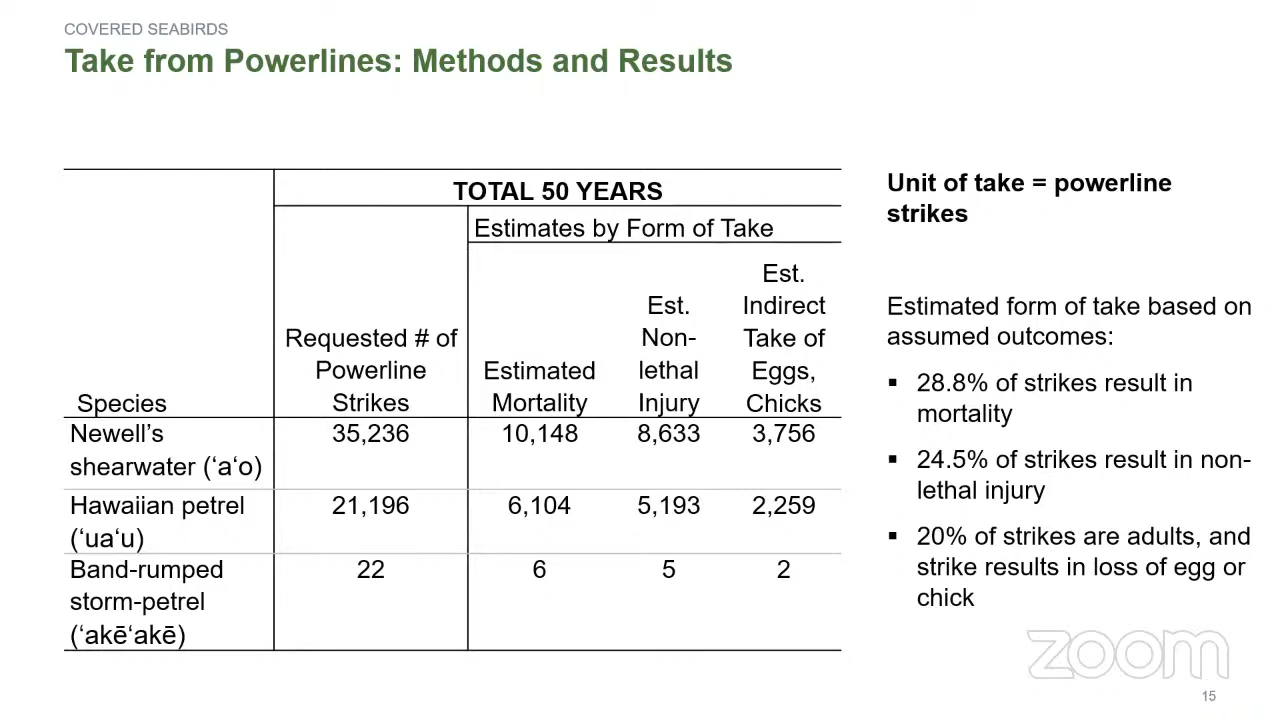 COVERED SEABIRDS
Take from Powerlines: Methods and Results
TOTAL 50 YEARS
Estimates by Form of Take
Species
Requested # of
Powerline
Strikes
Estimated
Mortality
Est.
Non-
lethal
Injury
Est.
Indirect
Take of
Eggs,
Chicks
Newell’s
shearwater (ʻaʻo)
35,236
10,148
8,633
3,756
Hawaiian petrel
(ʻuaʻu)
21,196
6,104
5,193
2,259
Band-rumped
storm-petrel
(ʻakēʻakē)
22
6
5
2
Unit of take = powerline
strikes
Estimated form of take based on
assumed outcomes:
▪ 28.8% of strikes result in
mortality
▪ 24.5% of strikes result in non-
lethal injury
▪ 20% of strikes are adults, and
strike results in loss of egg or
chick
zoom
15